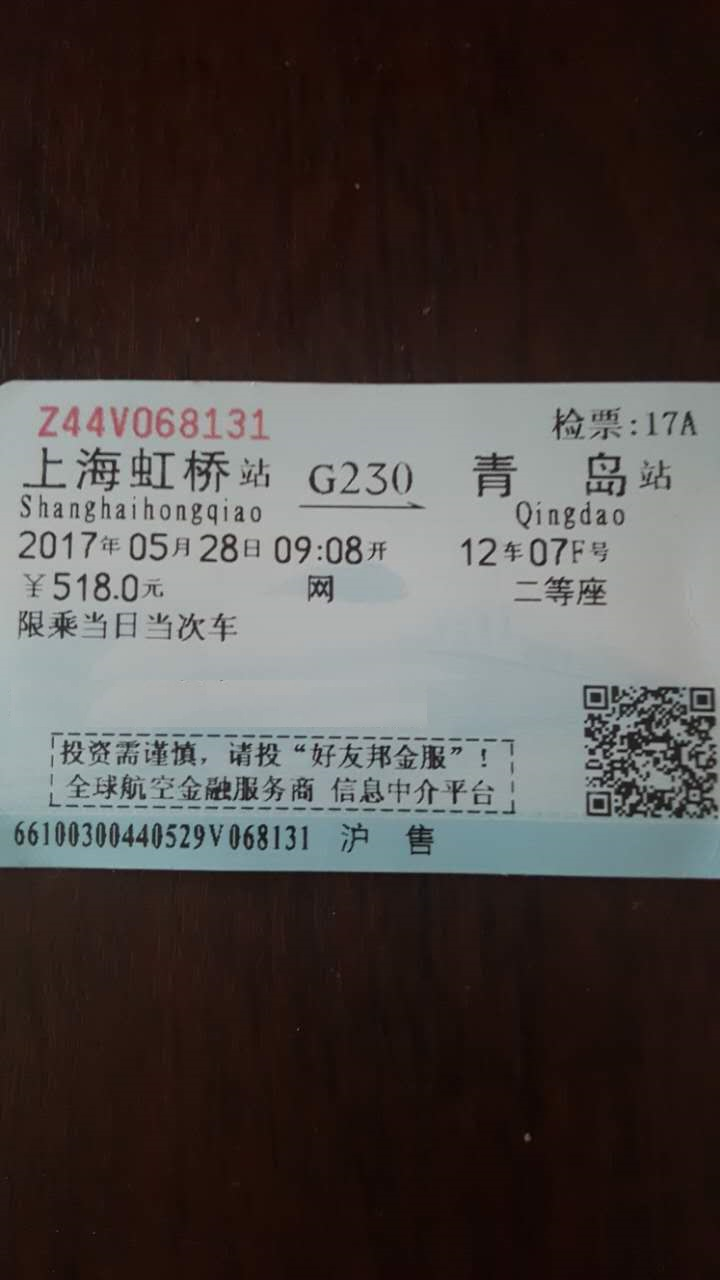 Z44V068131 检票:17A
上海虹桥站 G230 青岛站
Shanghaihongqiao Qingdao
2017年05月28日 09:08开 12车07F号
￥518.0元 网 二等座
限乘当日当次车
投资需谨慎，请投“好友邦金服”！
全球航空金融服务商 信息中介平台
66100300440529V068131 沪售